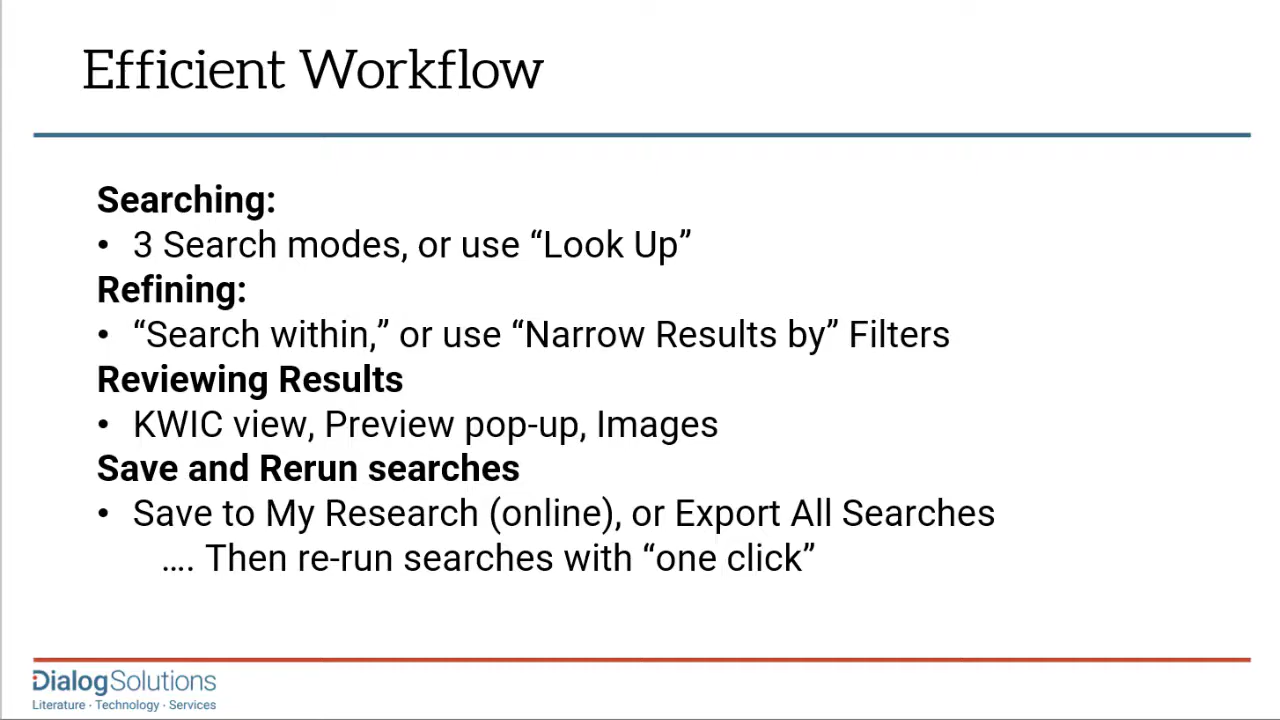 Efficient Workflow
Searching:
• 3 Search modes, or use “Look Up”
Refining:
• “Search within,” or use “Narrow Results by” Filters
Reviewing Results
• KWIC view, Preview pop-up, Images
Save and Rerun searches
• Save to My Research (online), or Export All Searches
…. Then re-run searches with “one click”
DialogSolutions
Literature · Technology · Services